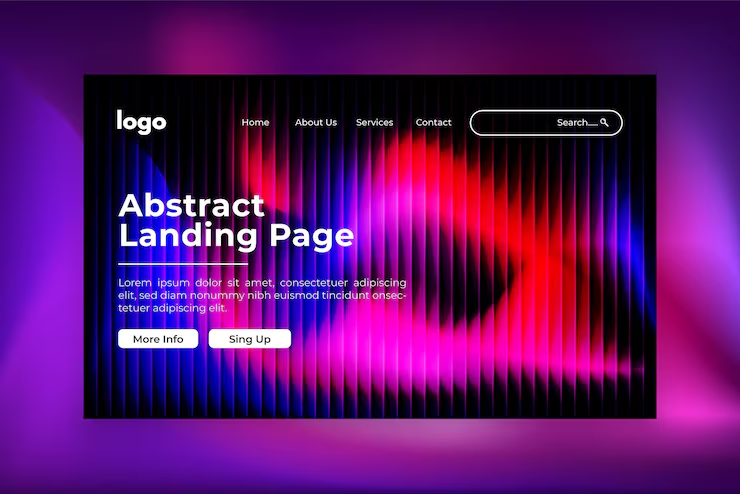 logo
Home About Us Services Contact Search.....
Abstract
Landing Page
Lorem ipsum dolor sit amet, consectetuer adipiscing
elit, sed diam nonummy nibh euismod tincidunt onsec-
tetuer adipiscing elit.
More Info Sing Up